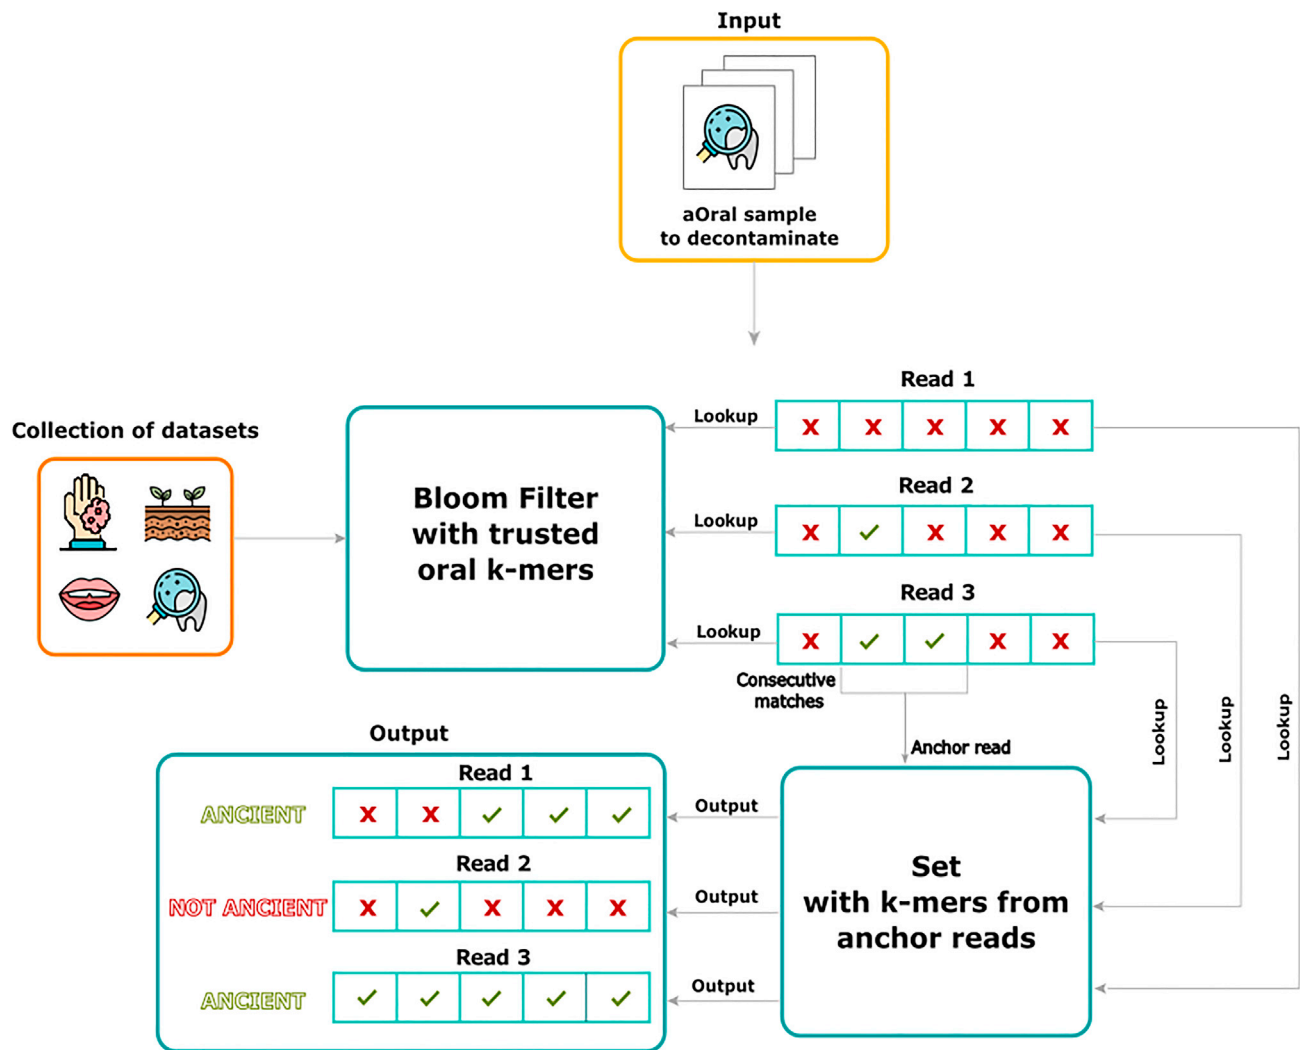 Input
aOral sample
to decontaminate
Read 1
Lookup
X X X X X
Collection of datasets
Read 2
Bloom Filter
with trusted
oral k-mers
Lookup
X ✓ X X X
Read 3
Lookup
X ✓ ✓ X X
Consecutive
matches
Lookup
Lookup
Lookup
Anchor read
Output
Read 1
ANCIENT
X X ✓ ✓ ✓
Output
Read 2
NOT ANCIENT
X ✓ X X X
Output
Read 3
ANCIENT
✓ ✓ ✓ ✓ ✓
Output
Set
with k-mers from
anchor reads